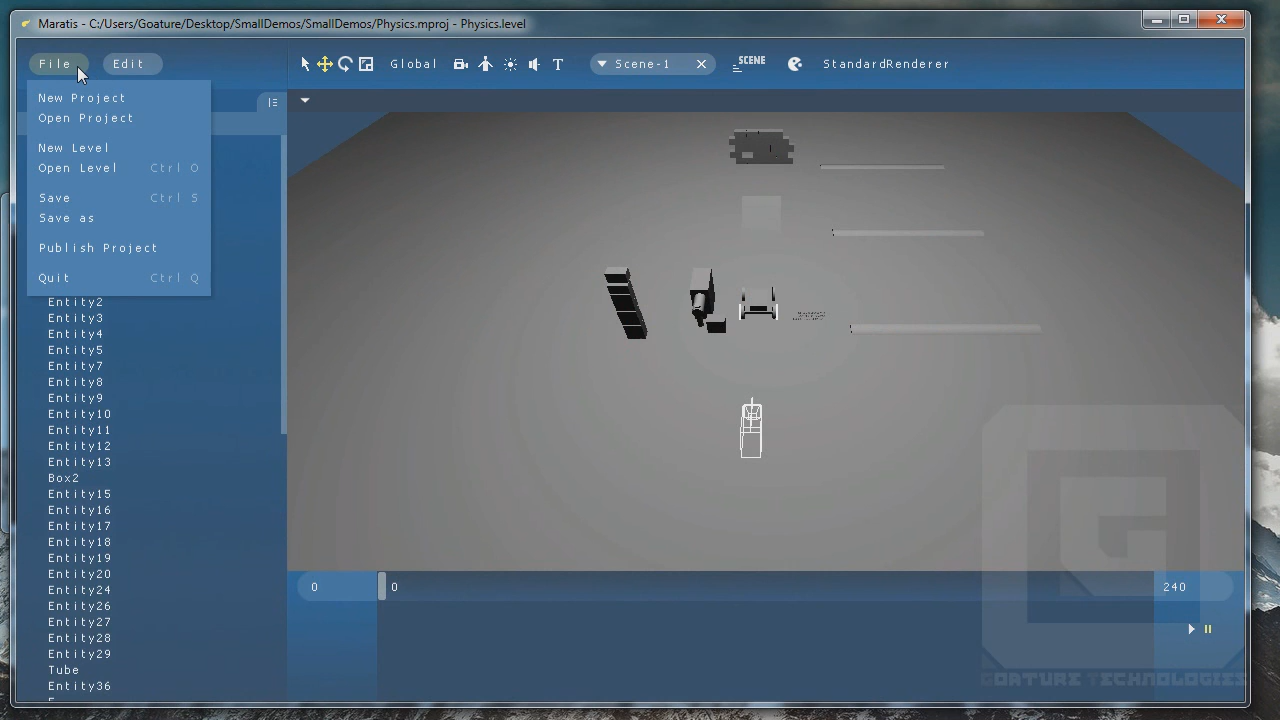 Maratis - C:/Users/Goature/Desktop/SmallDemos/SmallDemos/Physics.mproj - Physics.level
File Edit Global T Scene-1 SCENE StandardRenderer
New Project
Open Project
New Level
Open Level Ctrl O
Save Ctrl S
Save as
Publish Project
Quit Ctrl Q
Entity2
Entity3
Entity4
Entity5
Entity7
Entity8
Entity9
Entity10
Entity11
Entity12
Entity13
Box2
Entity15
Entity16
Entity17
Entity18
Entity19
Entity20
Entity24
Entity26
Entity27
Entity28
Entity29
Tube
Entity36
0 0 240
GOATURE TECHNOLOGIES